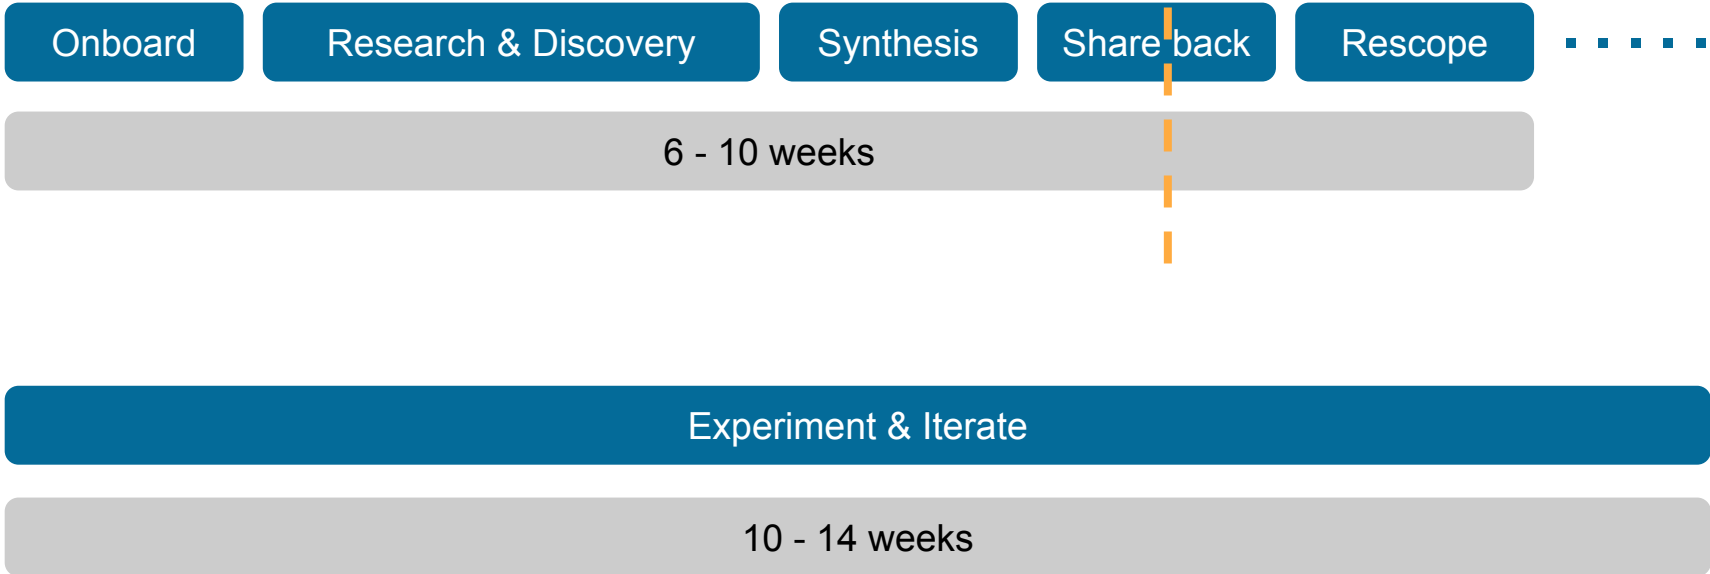 Onboard
Research & Discovery
Synthesis
Share back
Rescope
6 - 10 weeks
Experiment & Iterate
10 - 14 weeks